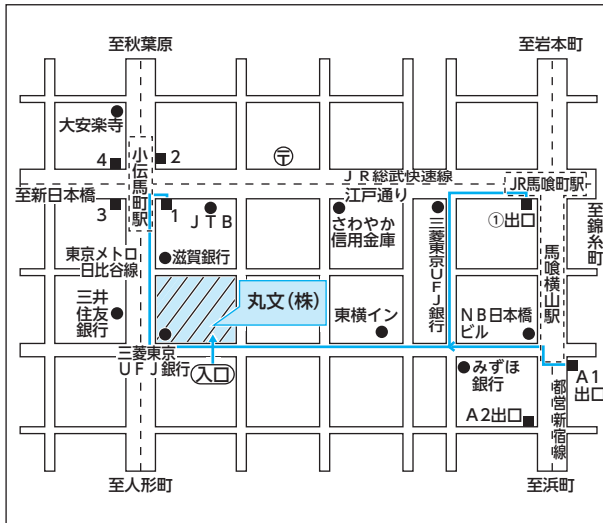 至秋葉原
至岩本町
大安楽寺
小伝馬町駅
4
2
〒
JR総武快速線
JR馬喰町駅
至新日本橋
江戸通り
3
1
JTB
さわやか
信用金庫
三菱東京UFJ銀行
①出口
馬喰横山駅
至錦糸町
東京メトロ
日比谷線
滋賀銀行
三井
住友
銀行
丸文(株)
東横イン
NB日本橋
ビル
三菱東京
UFJ銀行
入口
みずほ
銀行
A1
出口
A2出口
都営新宿線
至人形町
至浜町